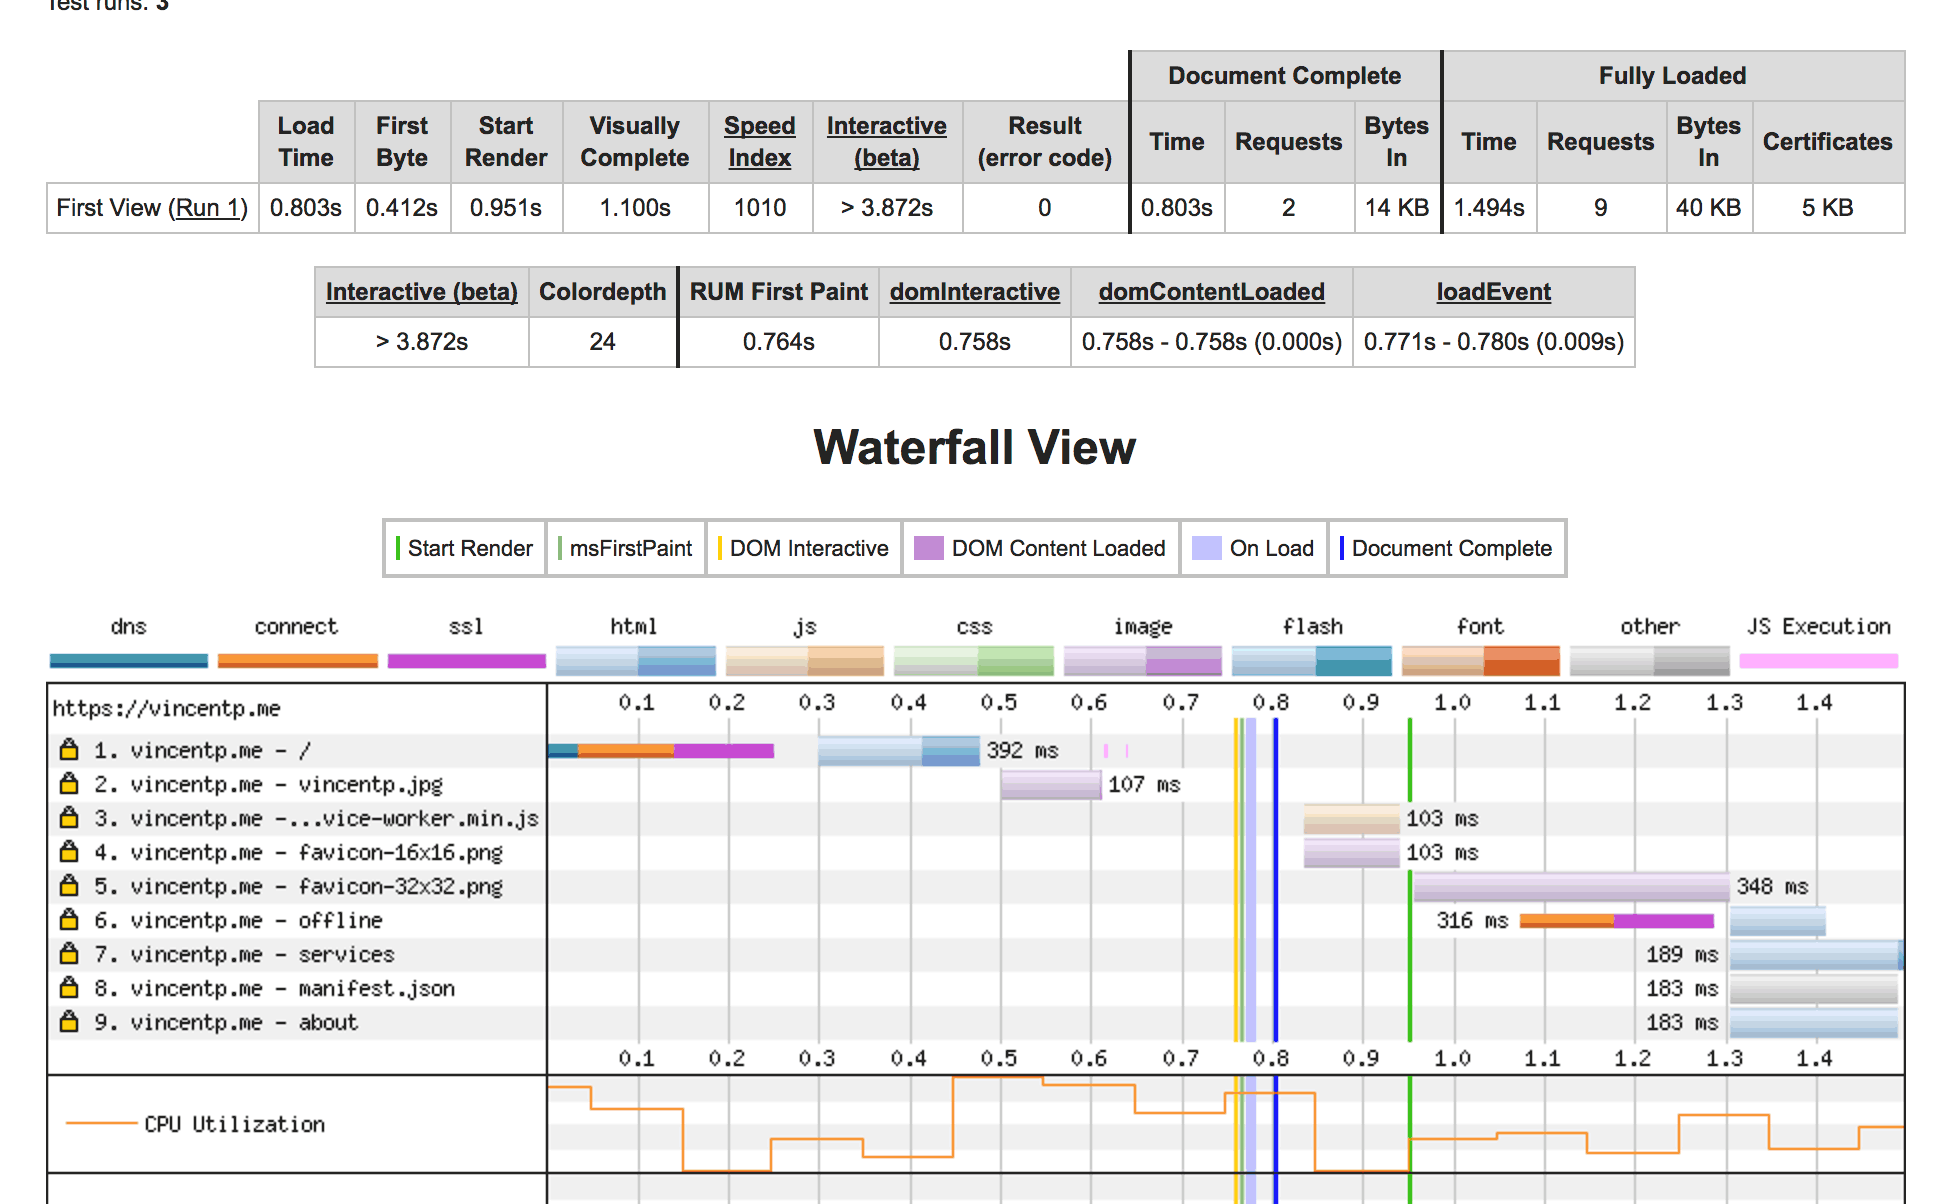 Test runs: 3
Document Complete Fully Loaded
Load Time First Byte Start Render Visually Complete Speed Index Interactive (beta) Result (error code) Time Requests Bytes In Time Requests Bytes In Certificates
First View (Run 1) 0.803s 0.412s 0.951s 1.100s 1010 > 3.872s 0 0.803s 2 14 KB 1.494s 9 40 KB 5 KB
Interactive (beta) Colordepth RUM First Paint domInteractive domContentLoaded loadEvent
> 3.872s 24 0.764s 0.758s 0.758s - 0.758s (0.000s) 0.771s - 0.780s (0.009s)
Waterfall View
Start Render msFirstPaint DOM Interactive DOM Content Loaded On Load Document Complete
dns connect ssl html js css image flash font other JS Execution
https://vincentp.me 0.1 0.2 0.3 0.4 0.5 0.6 0.7 0.8 0.9 1.0 1.1 1.2 1.3 1.4
1. vincentp.me - / 392 ms
2. vincentp.me - vincentp.jpg 107 ms
3. vincentp.me -...vice-worker.min.js 103 ms
4. vincentp.me - favicon-16x16.png 103 ms
5. vincentp.me - favicon-32x32.png 348 ms
6. vincentp.me - offline 316 ms
7. vincentp.me - services 189 ms
8. vincentp.me - manifest.json 183 ms
9. vincentp.me - about 183 ms
0.1 0.2 0.3 0.4 0.5 0.6 0.7 0.8 0.9 1.0 1.1 1.2 1.3 1.4
CPU Utilization